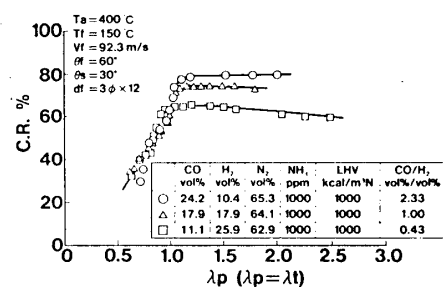 Ta = 400 °C
Tf = 150 °C
Vf = 92.3 m/s
θf = 60°
θs = 30°
df = 3φ × 12
C.R. %
100
80
60
40
20
0
CO H₂ N₂ NH₃ LHV CO/H₂
vol% vol% vol% ppm kcal/m³N vol%/vol%
○ 24.2 10.4 65.3 1000 1000 2.33
△ 17.9 17.9 64.1 1000 1000 1.00
□ 11.1 25.9 62.9 1000 1000 0.43
0 0.5 1.0 1.5 2.0 2.5 3.0
λp (λp=λt)